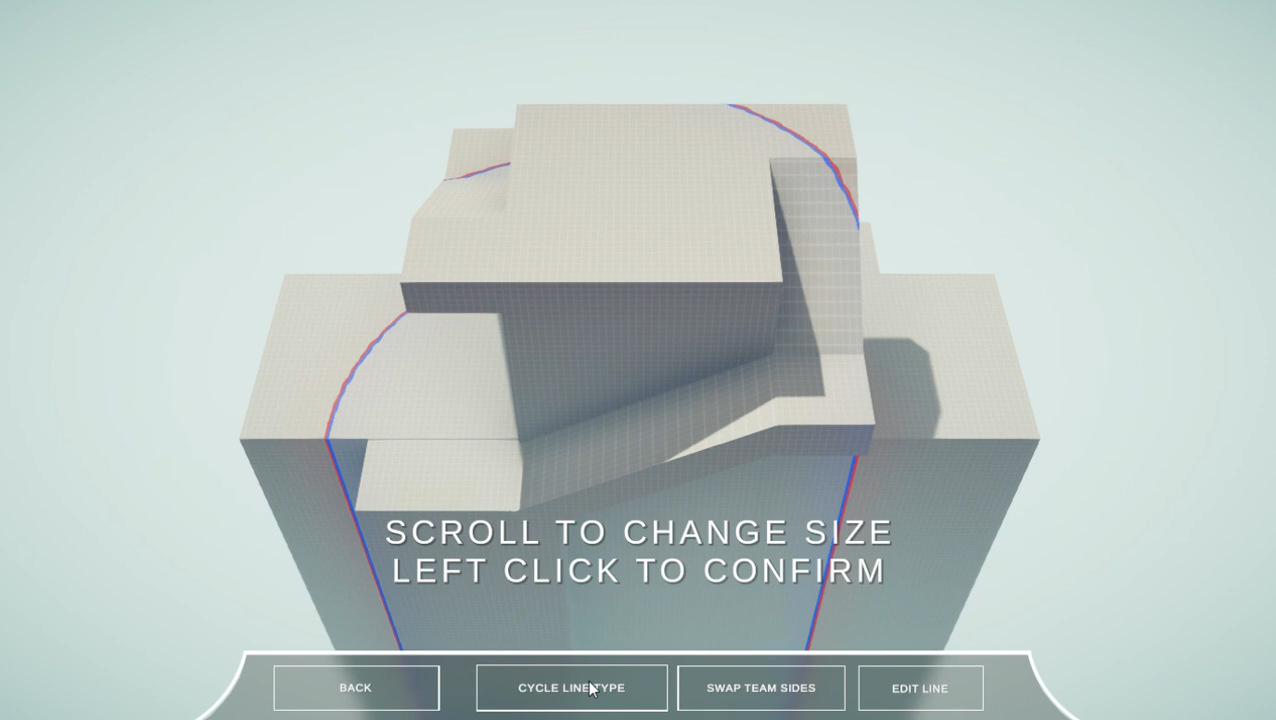 SCROLL TO CHANGE SIZE
LEFT CLICK TO CONFIRM
BACK
CYCLE LINE TYPE
SWAP TEAM SIDES
EDIT LINE